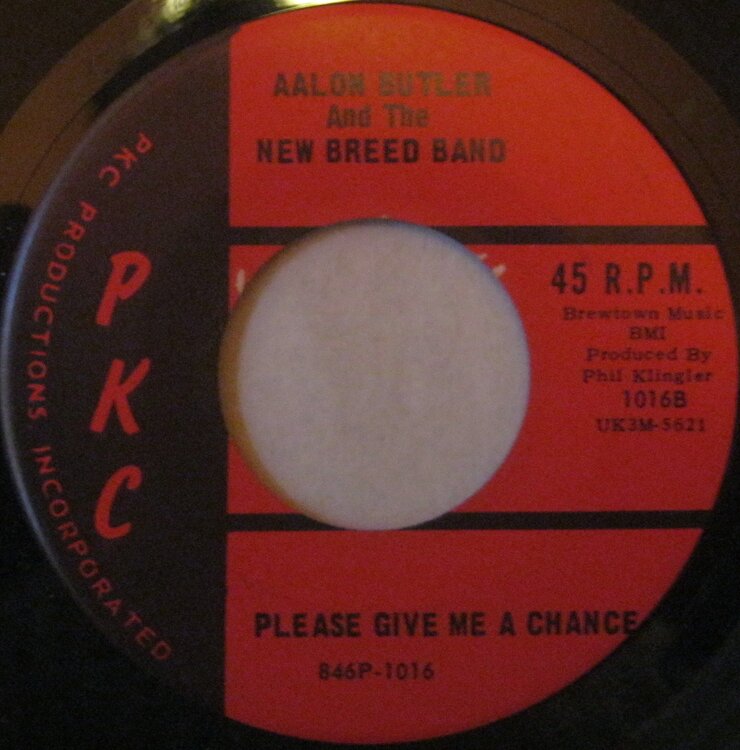 AALON BUTLER
And The
NEW BREED BAND
PKC PRODUCTIONS INCORPORATED
PKC
45 R.P.M.
Brewtown Music
BMI
Produced By
Phil Klingler
1016B
UK3M-5621
PLEASE GIVE ME A CHANCE
846P-1016